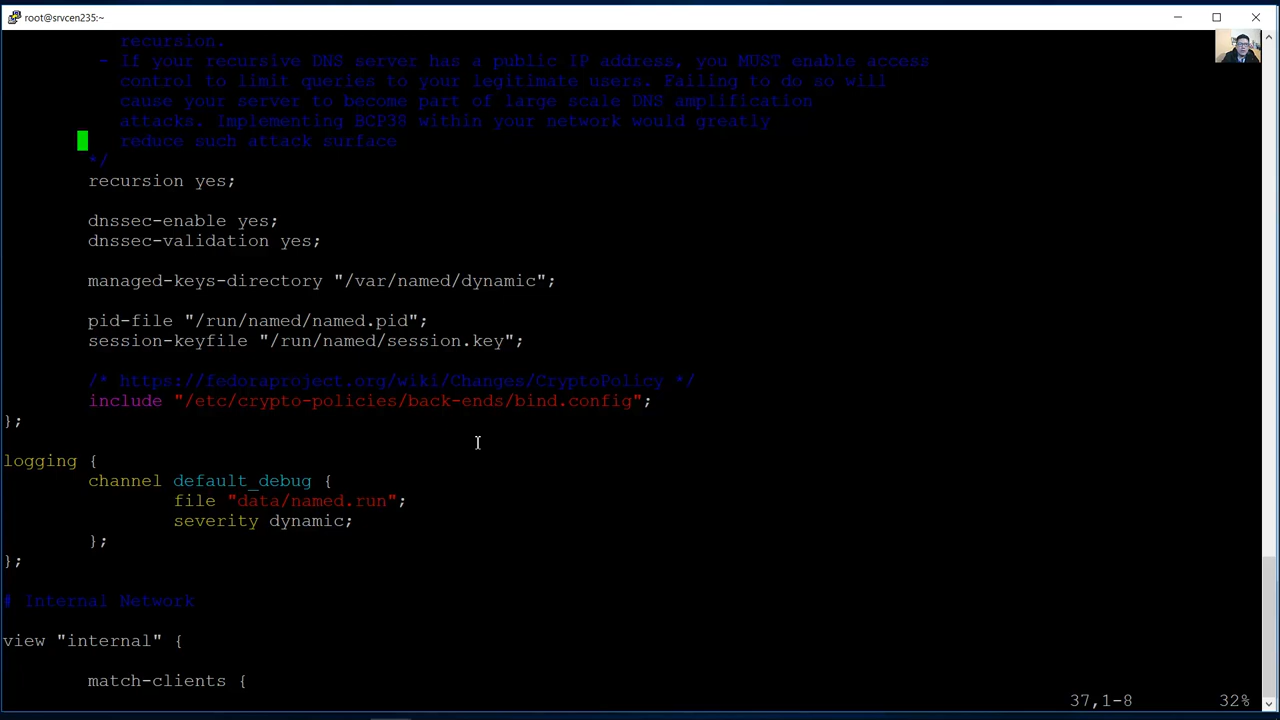 root@srvcen235:~
recursion.
- If your recursive DNS server has a public IP address, you MUST enable access
control to limit queries to your legitimate users. Failing to do so will
cause your server to become part of large scale DNS amplification
attacks. Implementing BCP38 within your network would greatly
reduce such attack surface
*/
recursion yes;
dnssec-enable yes;
dnssec-validation yes;
managed-keys-directory "/var/named/dynamic";
pid-file "/run/named/named.pid";
session-keyfile "/run/named/session.key";
/* https://fedoraproject.org/wiki/Changes/CryptoPolicy */
include "/etc/crypto-policies/back-ends/bind.config";
};
logging {
channel default_debug {
file "data/named.run";
severity dynamic;
};
};
# Internal Network
view "internal" {
match-clients {
37,1-8 32%